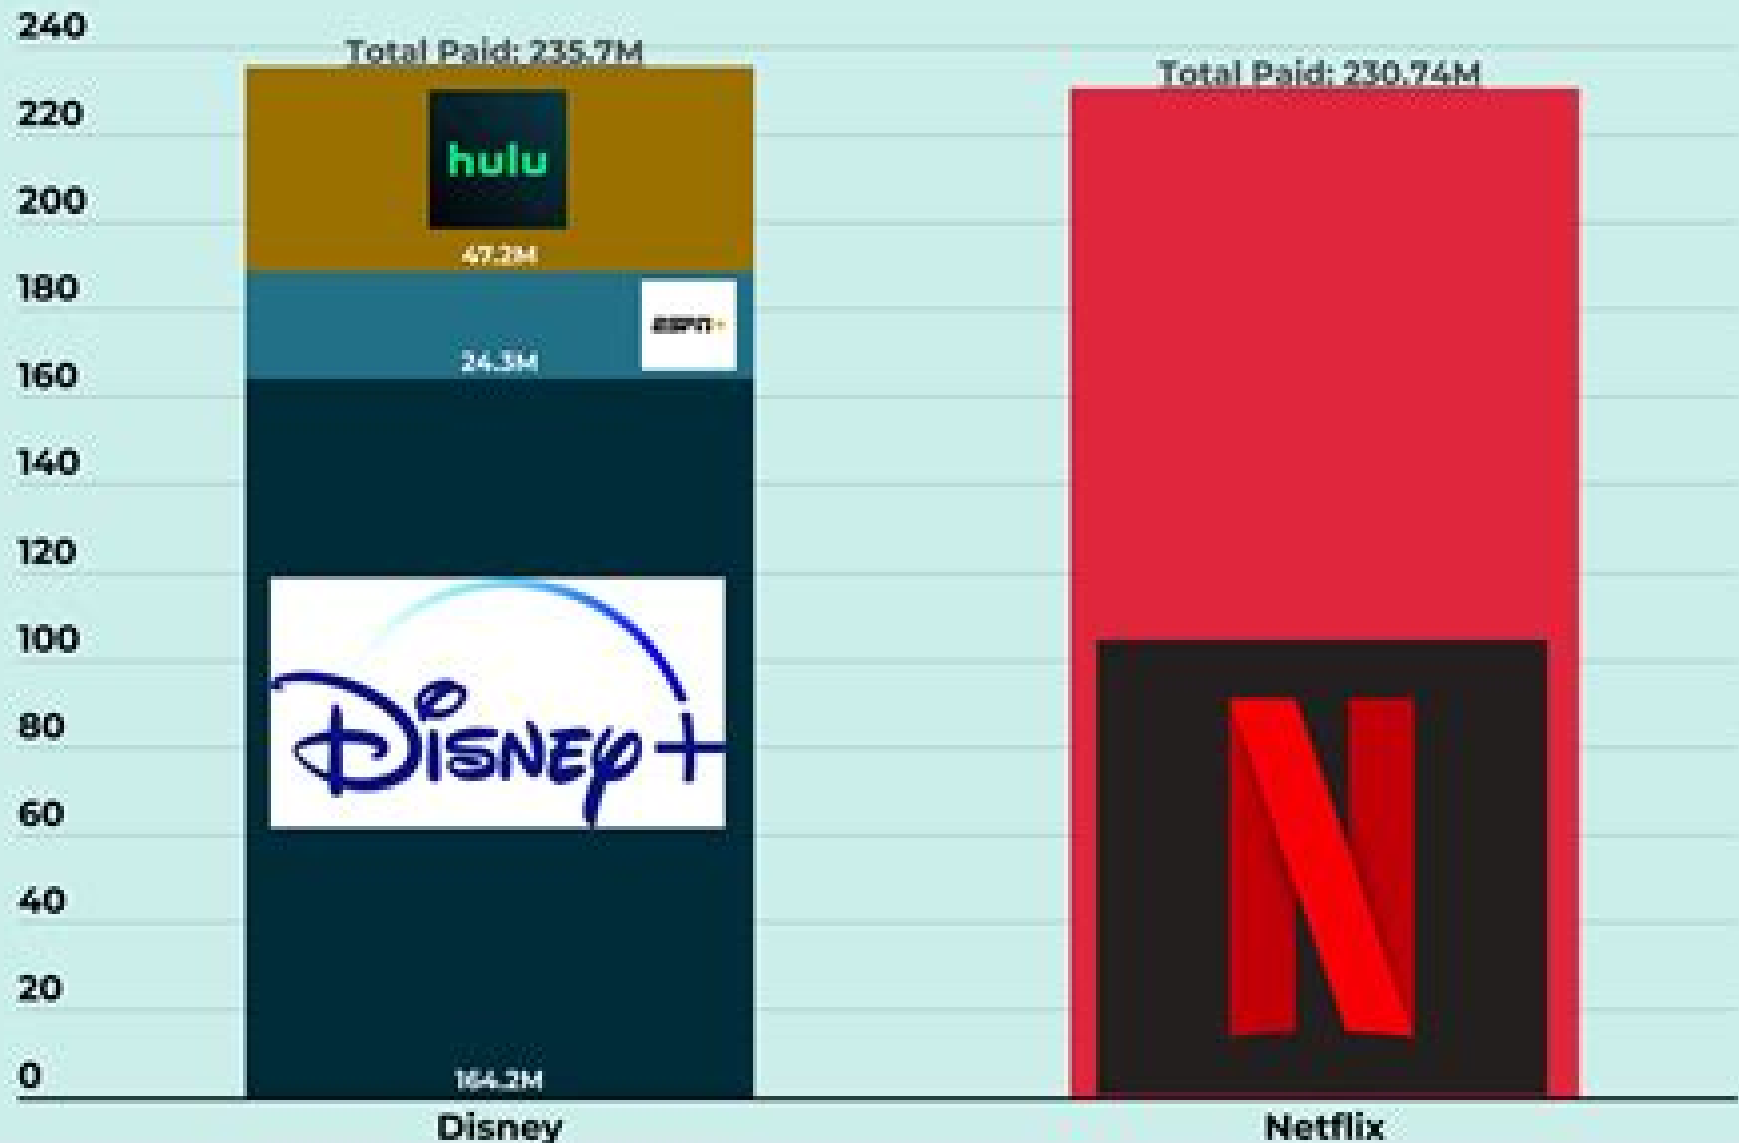 240
Total Paid: 235.7M
Total Paid: 230.74M
220
hulu
200
47.2M
180
ESPN+
24.3M
160
140
120
100
Disney+
80
60
40
20
0
164.2M
Disney
Netflix
N